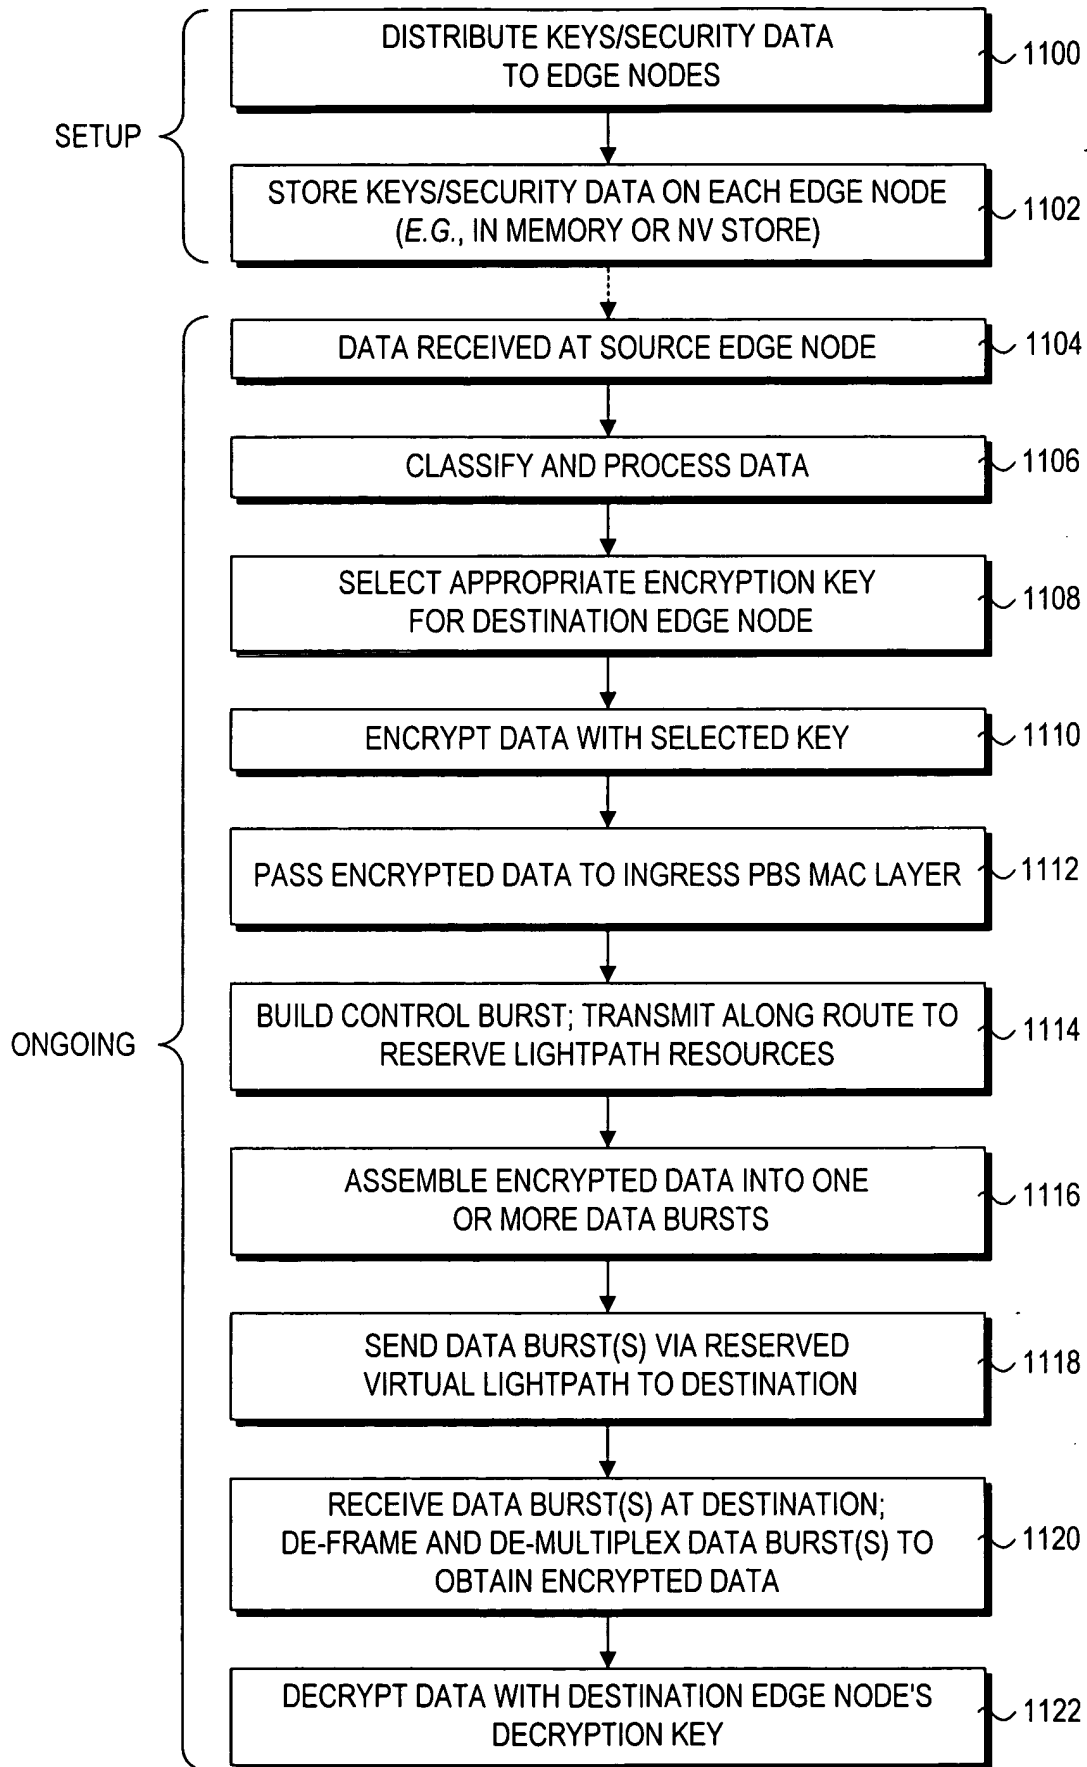 DISTRIBUTE KEYS/SECURITY DATA
TO EDGE NODES
1100
SETUP
STORE KEYS/SECURITY DATA ON EACH EDGE NODE
(E.G., IN MEMORY OR NV STORE)
1102
DATA RECEIVED AT SOURCE EDGE NODE
1104
CLASSIFY AND PROCESS DATA
1106
SELECT APPROPRIATE ENCRYPTION KEY
FOR DESTINATION EDGE NODE
1108
ENCRYPT DATA WITH SELECTED KEY
1110
PASS ENCRYPTED DATA TO INGRESS PBS MAC LAYER
1112
BUILD CONTROL BURST; TRANSMIT ALONG ROUTE TO
RESERVE LIGHTPATH RESOURCES
1114
ONGOING
ASSEMBLE ENCRYPTED DATA INTO ONE
OR MORE DATA BURSTS
1116
SEND DATA BURST(S) VIA RESERVED
VIRTUAL LIGHTPATH TO DESTINATION
1118
RECEIVE DATA BURST(S) AT DESTINATION;
DE-FRAME AND DE-MULTIPLEX DATA BURST(S) TO
OBTAIN ENCRYPTED DATA
1120
DECRYPT DATA WITH DESTINATION EDGE NODE'S
DECRYPTION KEY
1122